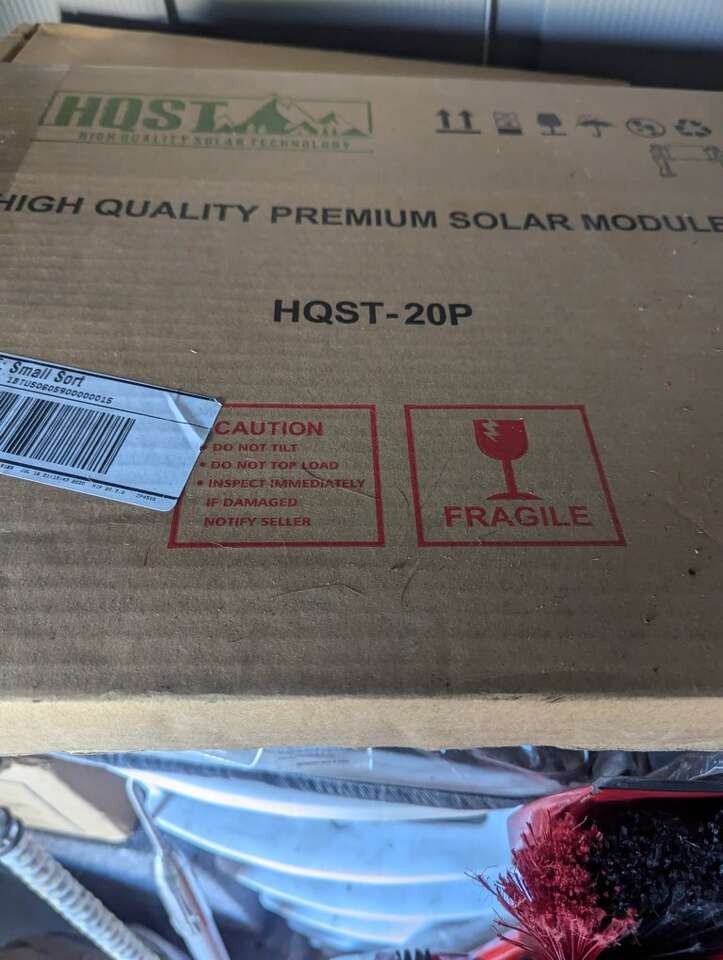 HQST
HIGH QUALITY SOLAR TECHNOLOGY
HIGH QUALITY PREMIUM SOLAR MODULE
HQST-20P
: Small Sort
IBTUS0605900000015
CAUTION
• DO NOT TILT
• DO NOT TOP LOAD
• INSPECT IMMEDIATELY
IF DAMAGED
NOTIFY SELLER
FRAGILE